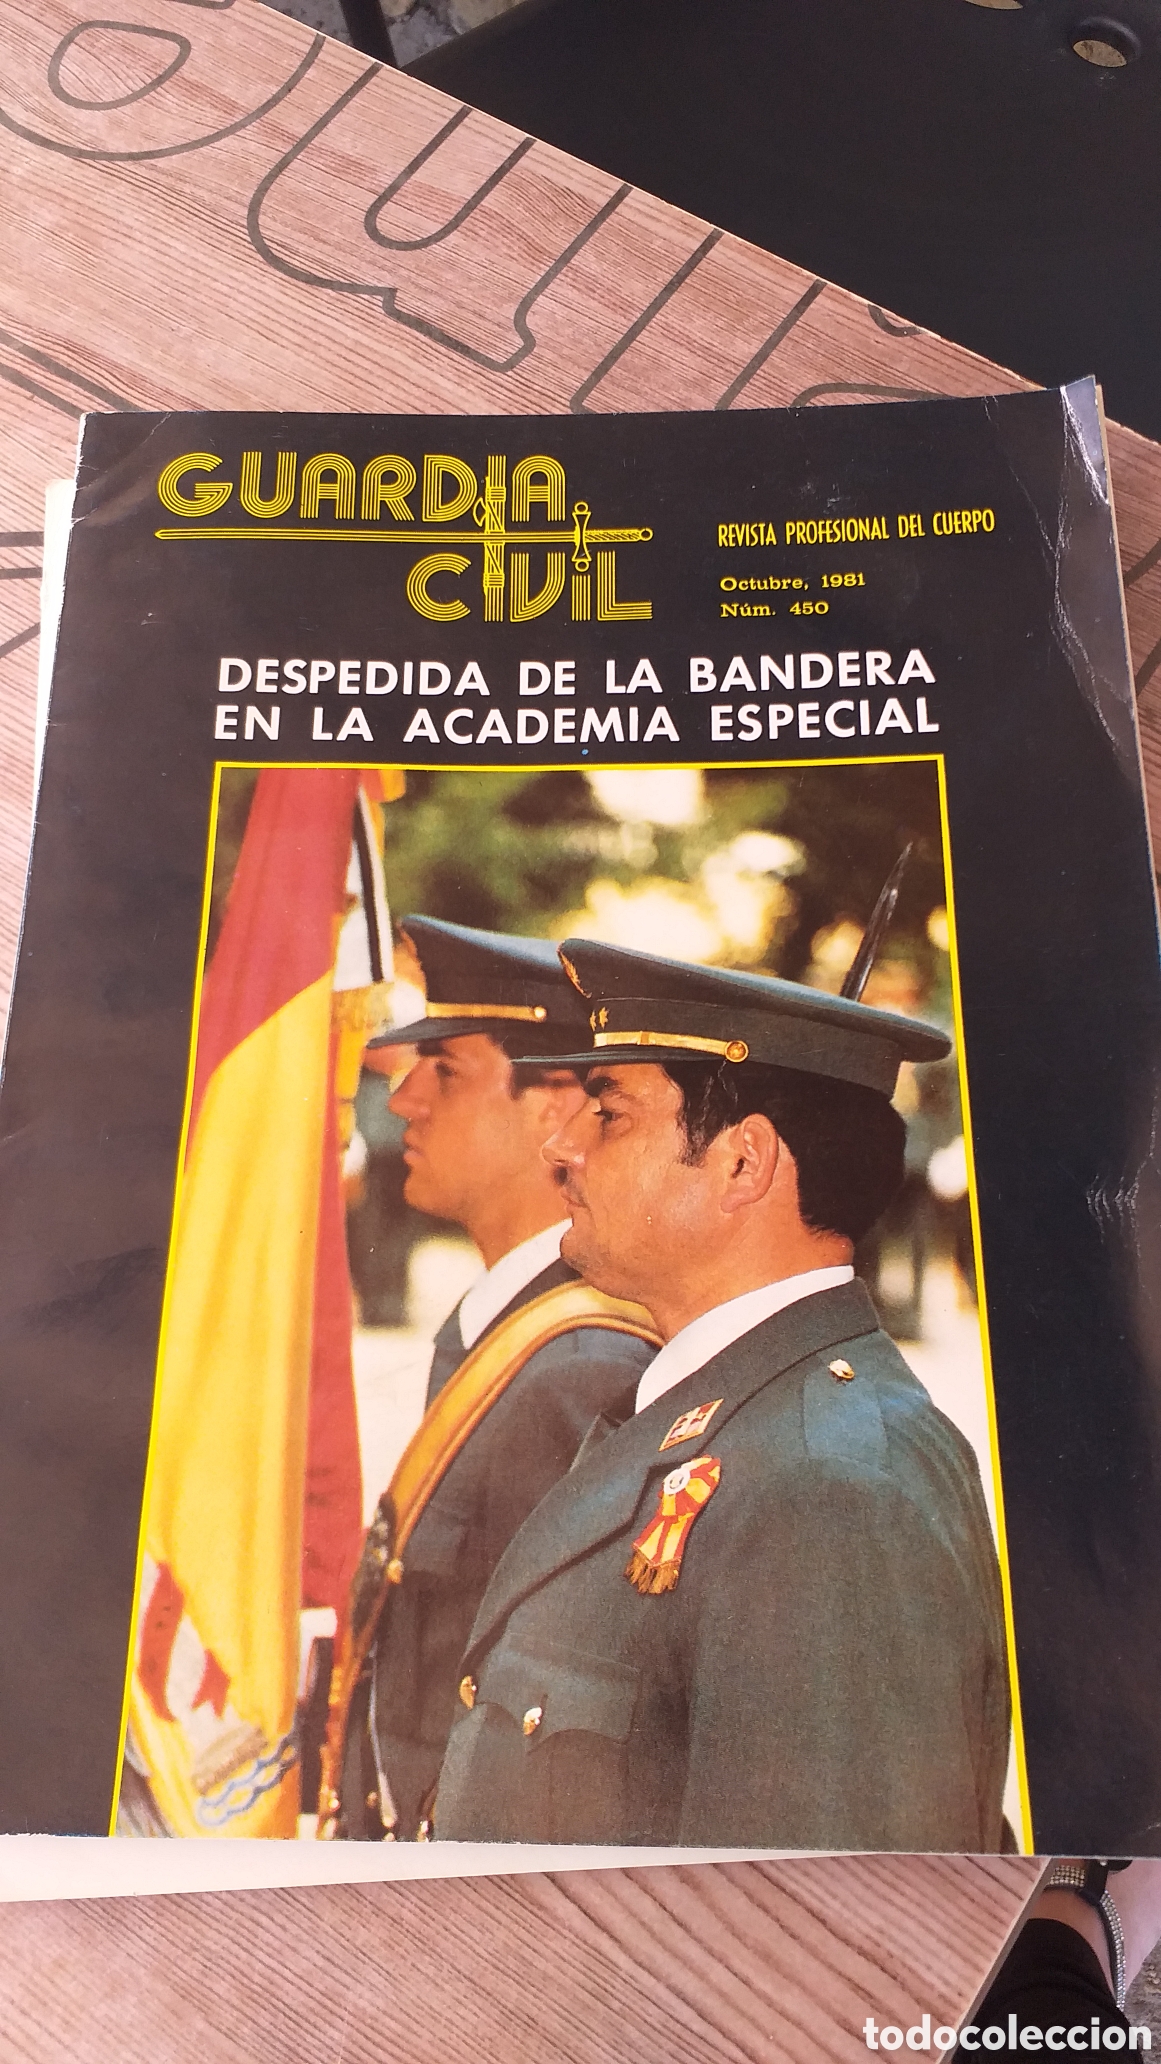 GUARDIA
CIVIL
REVISTA PROFESIONAL DEL CUERPO
Octubre, 1981
Núm. 450
DESPEDIDA DE LA BANDERA
EN LA ACADEMIA ESPECIAL
todocoleccion